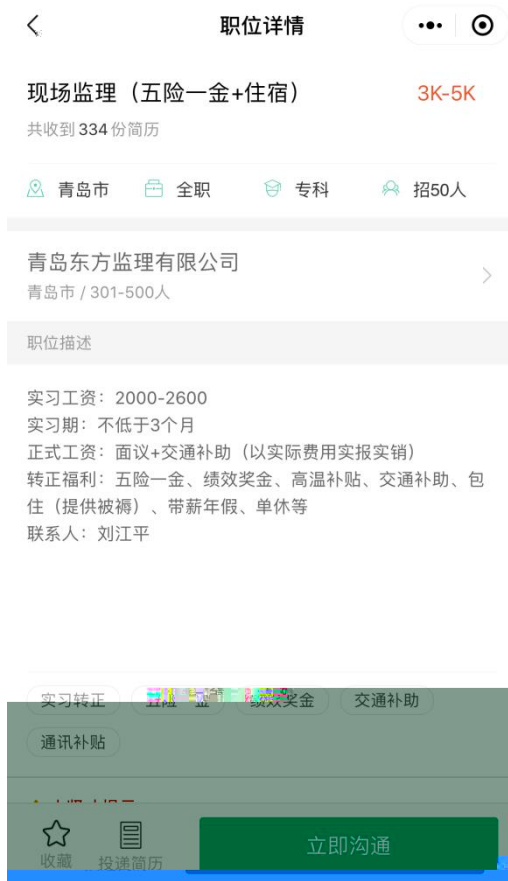 职位详情
现场监理（五险一金+住宿）
3K-5K
共收到334份简历
青岛市
全职
专科
招50人
青岛东方监理有限公司
青岛市 / 301-500人
职位描述
实习工资：2000-2600
实习期：不低于3个月
正式工资：面议+交通补助（以实际费用实报实销）
转正福利：五险一金、绩效奖金、高温补贴、交通补助、包
住（提供被褥）、带薪年假、单休等
联系人：刘江平
实习转正
五险一金
绩效奖金
交通补助
通讯补贴
收藏
投递简历
立即沟通